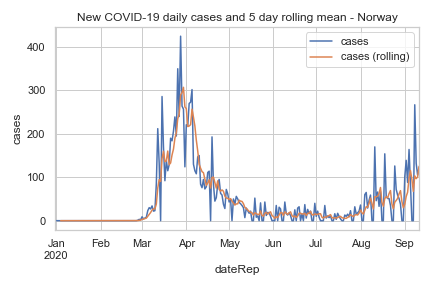 New COVID-19 daily cases and 5 day rolling mean - Norway
cases
cases (rolling)
400
300
200
100
0
cases
Jan
2020
Feb
Mar
Apr
May
Jun
Jul
Aug
Sep
dateRep